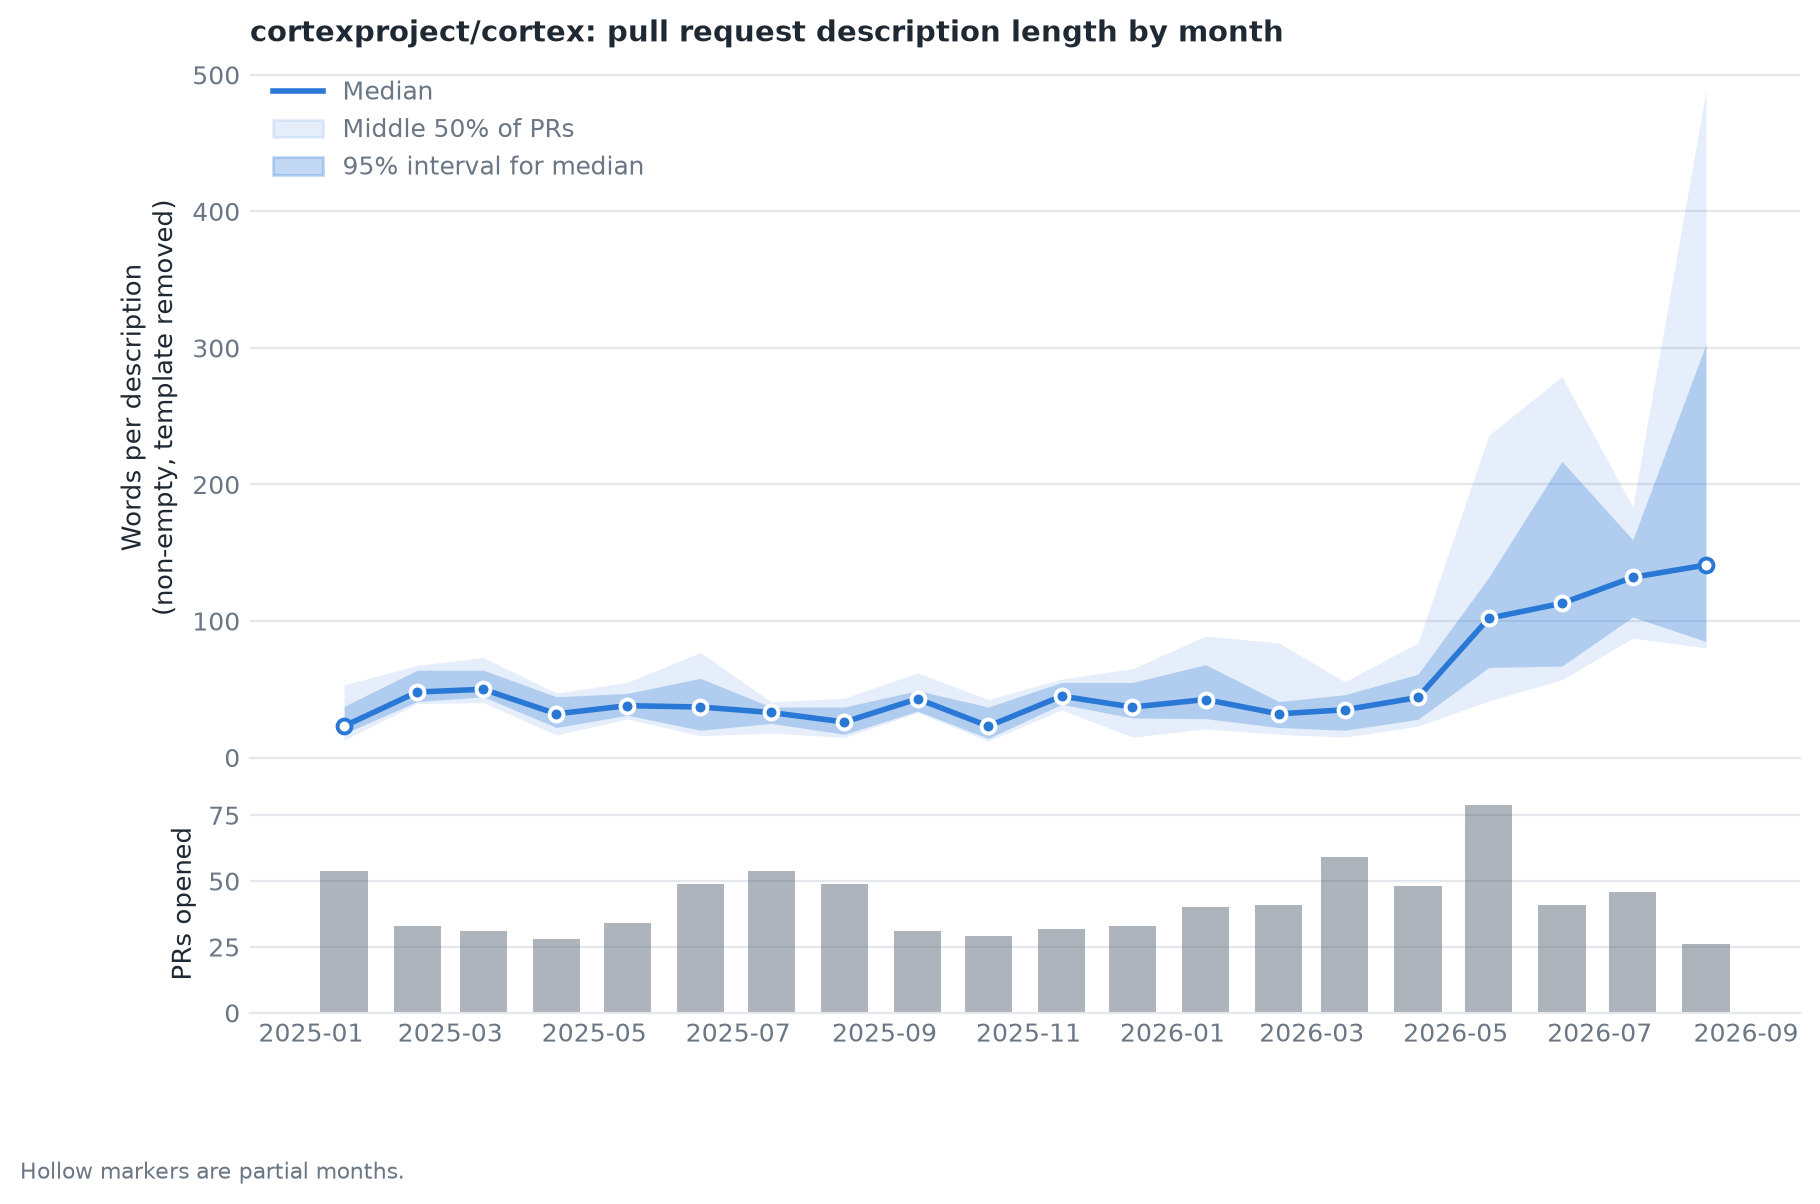 cortexproject/cortex: pull request description length by month
500
400
300
200
100
0
Median
Middle 50% of PRs
95% interval for median
Words per description
(non-empty, template removed)
75
50
25
0
PRs opened
2025-01 2025-03 2025-05 2025-07 2025-09 2025-11 2026-01 2026-03 2026-05 2026-07 2026-09
Hollow markers are partial months.